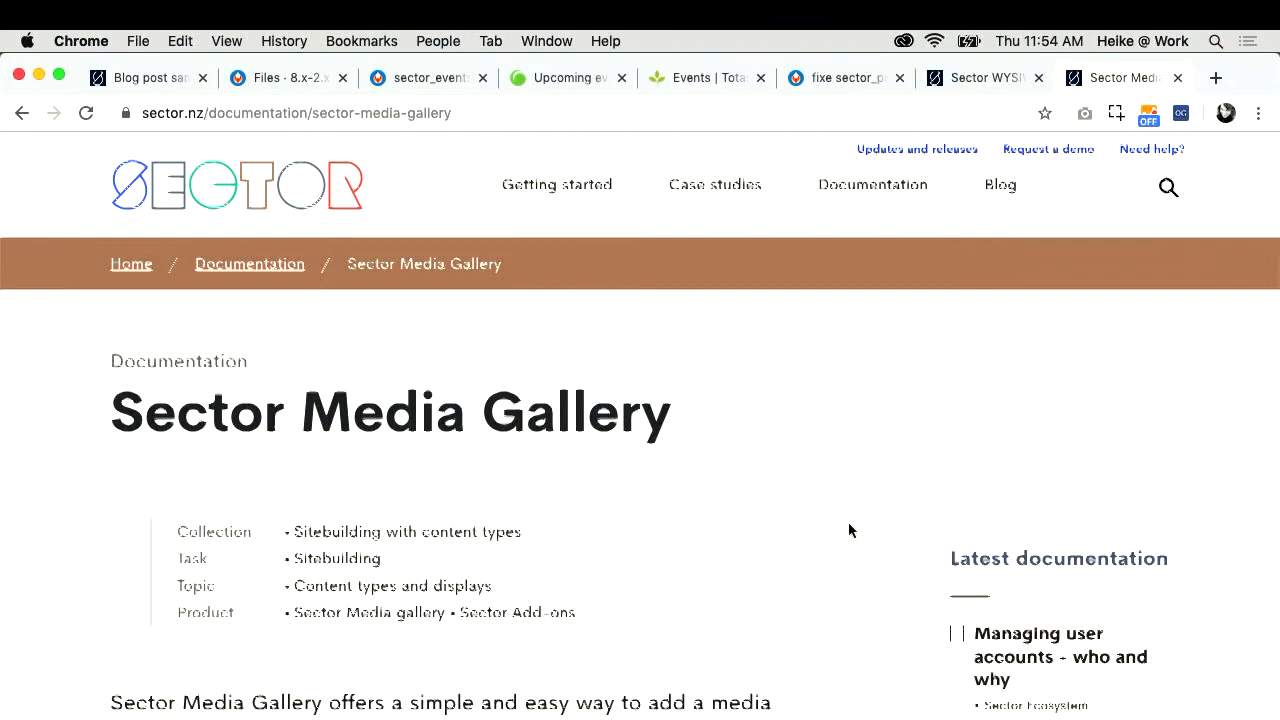 Chrome File Edit View History Bookmarks People Tab Window Help Thu 11:54 AM Heike @ Work
Blog post san Files · 8.x-2.x sector_event Upcoming ev Events | Tota fixe sector_pa Sector WYSIW Sector Medi
sector.nz/documentation/sector-media-gallery OFF OG
Updates and releases Request a demo Need help?
SECTOR Getting started Case studies Documentation Blog
Home / Documentation / Sector Media Gallery
Documentation
Sector Media Gallery
Collection • Sitebuilding with content types
Task • Sitebuilding
Topic • Content types and displays
Product • Sector Media gallery • Sector Add-ons
Sector Media Gallery offers a simple and easy way to add a media
Latest documentation
Managing user
accounts - who and
why
• Sector Ecosystem